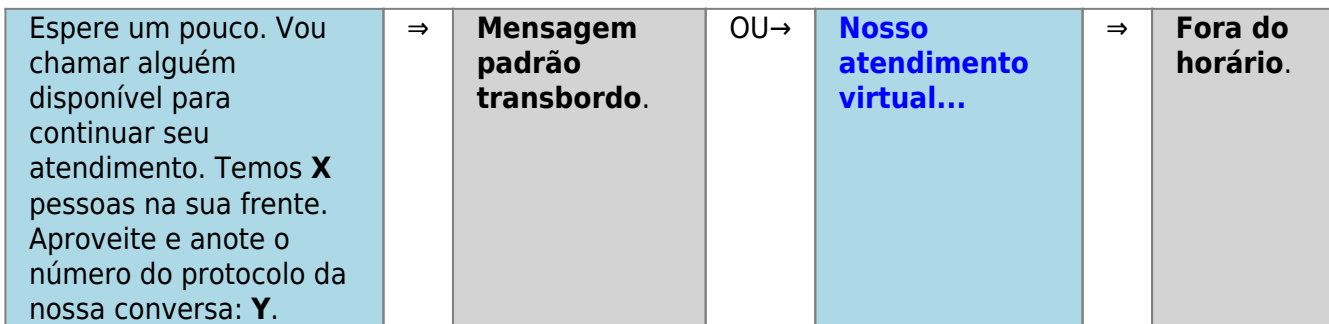 Espere um pouco. Vou
chamar alguém
disponível para
continuar seu
atendimento. Temos X
pessoas na sua frente.
Aproveite e anote o
número do protocolo da
nossa conversa: Y.
⇒
Mensagem
padrão
transbordo.
OU→
Nosso
atendimento
virtual...
⇒
Fora do
horário.